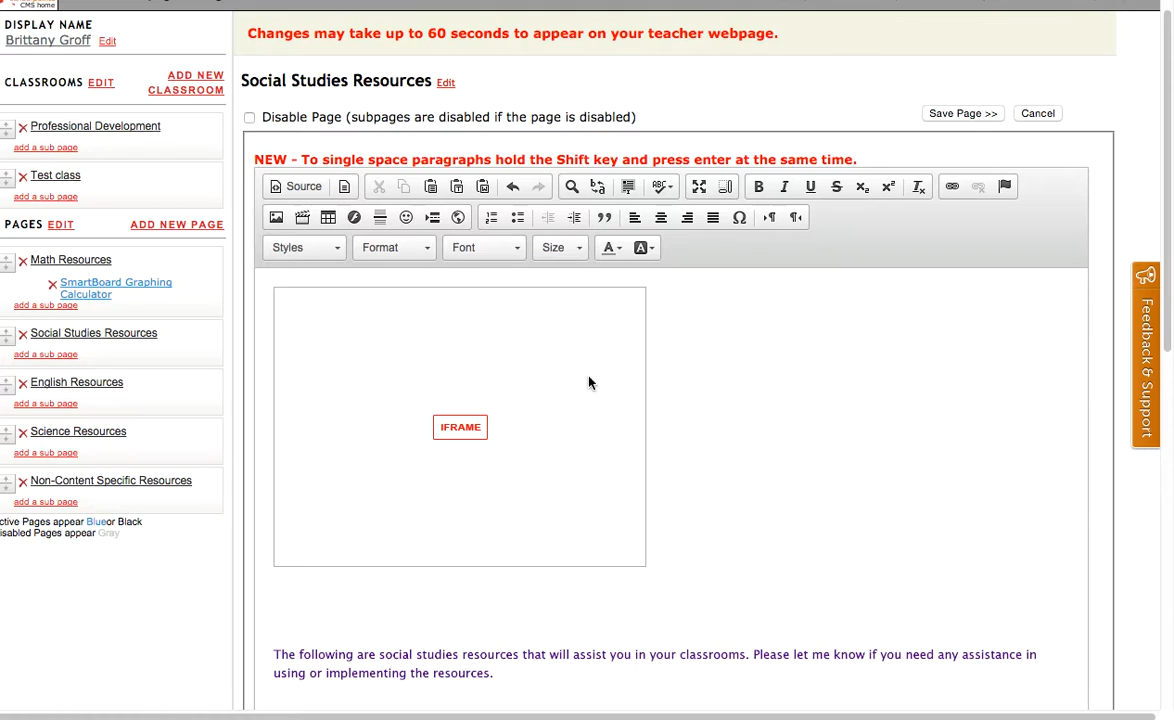 CMS home
DISPLAY NAME
Brittany Groff Edit
CLASSROOMS EDIT
ADD NEW
CLASSROOM
Professional Development
add a sub page
Test class
add a sub page
PAGES EDIT
ADD NEW PAGE
Math Resources
SmartBoard Graphing
Calculator
add a sub page
Social Studies Resources
add a sub page
English Resources
add a sub page
Science Resources
add a sub page
Non-Content Specific Resources
add a sub page
ctive Pages appear Blueor Black
isabled Pages appear Gray
Changes may take up to 60 seconds to appear on your teacher webpage.
Social Studies Resources Edit
Disable Page (subpages are disabled if the page is disabled)
Save Page >>
Cancel
NEW - To single space paragraphs hold the Shift key and press enter at the same time.
Source
B I U S x₂ x² Tx
Styles Format Font Size A A
IFRAME
The following are social studies resources that will assist you in your classrooms. Please let me know if you need any assistance in
using or implementing the resources.
Feedback & Support